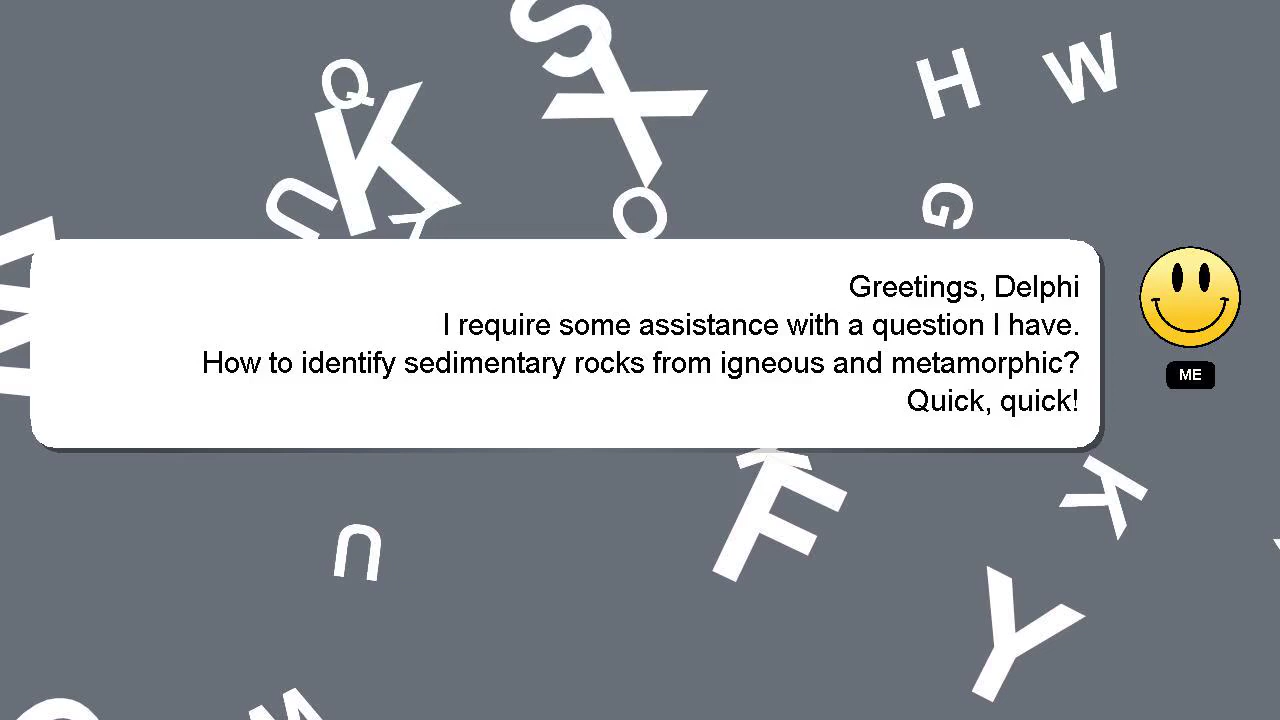 S
Q
H
W
K
X
U
Y
O
G
W
Greetings, Delphi
I require some assistance with a question I have.
How to identify sedimentary rocks from igneous and metamorphic?
Quick, quick!
ME
F
K
U
Y
W